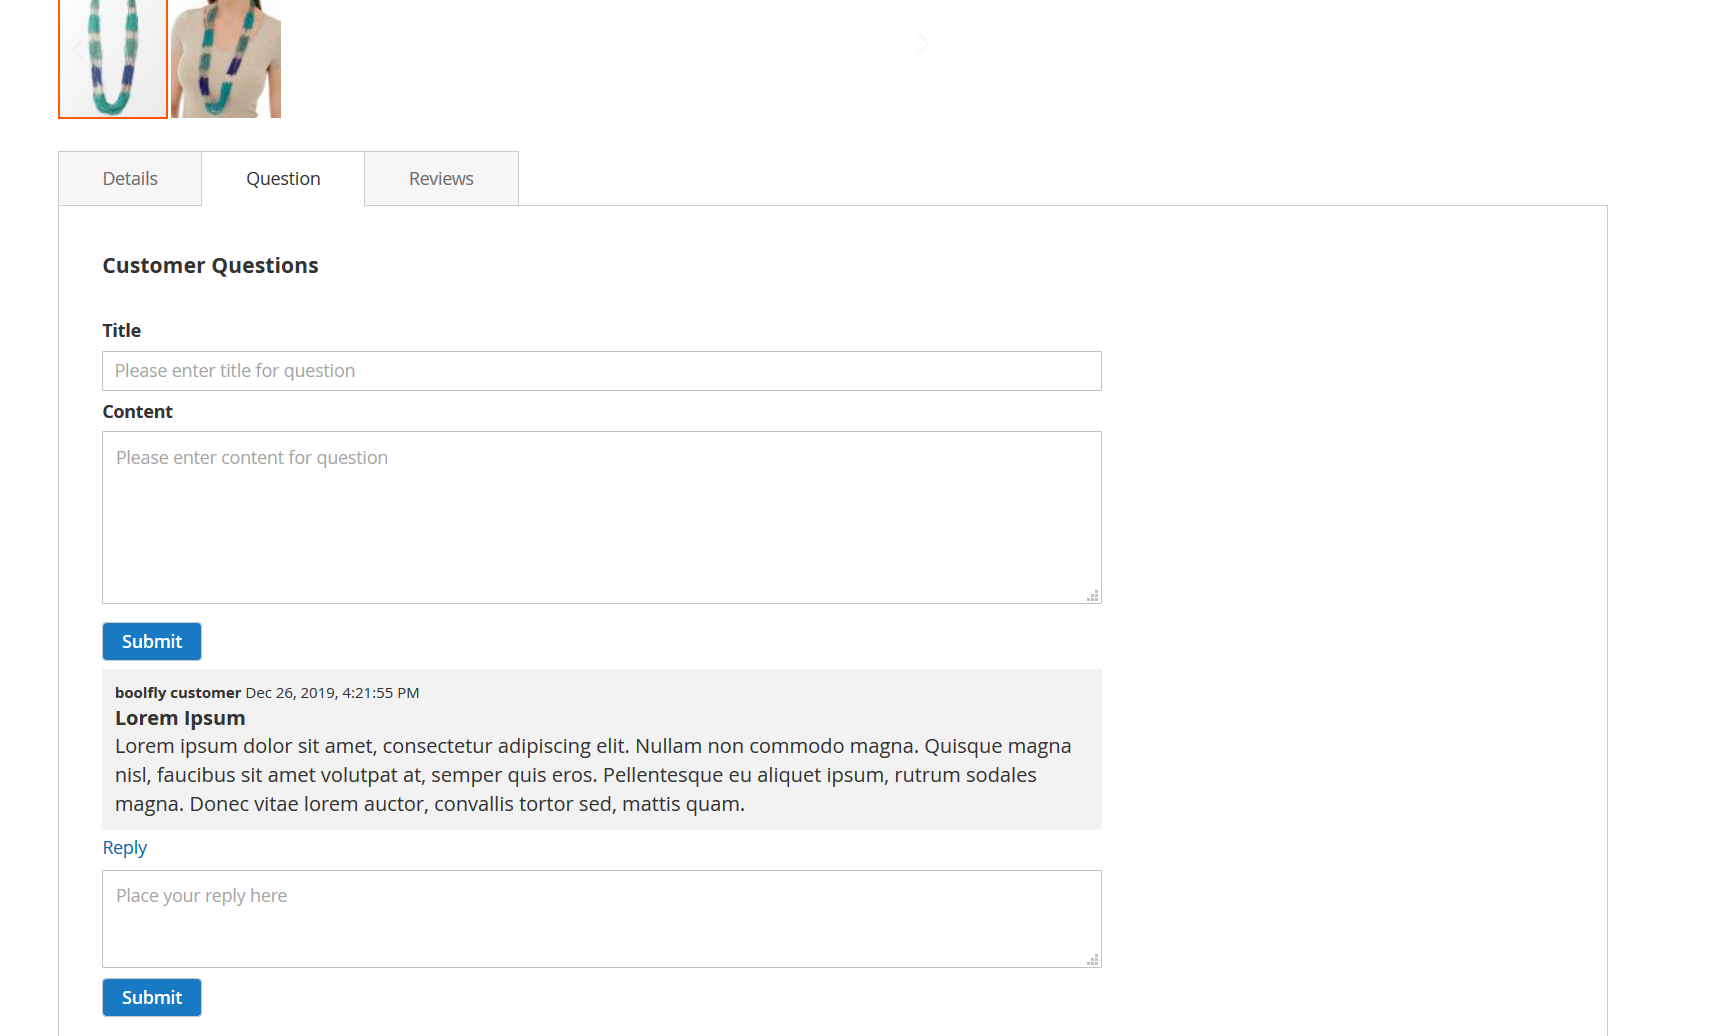 Details
Question
Reviews
Customer Questions
Title
Please enter title for question
Content
Please enter content for question
Submit
boolfly customer Dec 26, 2019, 4:21:55 PM
Lorem Ipsum
Lorem ipsum dolor sit amet, consectetur adipiscing elit. Nullam non commodo magna. Quisque magna
nisl, faucibus sit amet volutpat at, semper quis eros. Pellentesque eu aliquet ipsum, rutrum sodales
magna. Donec vitae lorem auctor, convallis tortor sed, mattis quam.
Reply
Place your reply here
Submit